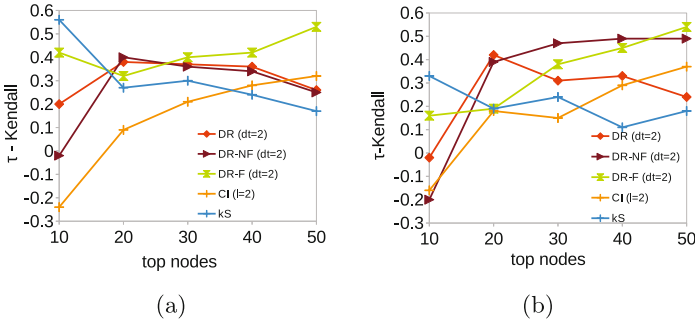 0.6
0.5
0.4
0.3
0.2
0.1
0
-0.1
-0.2
-0.3
τ - Kendall
DR (dt=2)
DR-NF (dt=2)
DR-F (dt=2)
CI (l=2)
kS
10 20 30 40 50
top nodes
(a)
0.6
0.5
0.4
0.3
0.2
0.1
0
-0.1
-0.2
-0.3
τ-Kendall
DR (dt=2)
DR-NF (dt=2)
DR-F (dt=2)
CI (l=2)
kS
10 20 30 40 50
top nodes
(b)